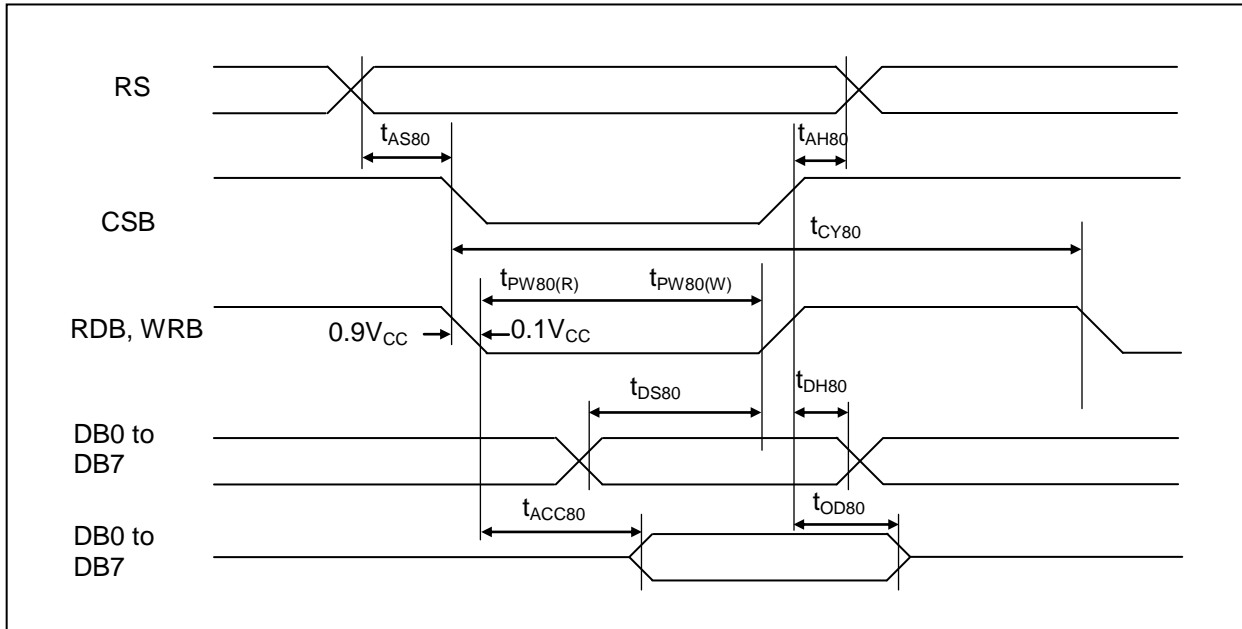 RS
tAS80
tAH80
CSB
tCY80
tPW80(R)
tPW80(W)
RDB, WRB
0.9VCC
0.1VCC
tDS80
tDH80
DB0 to
DB7
tACC80
tOD80
DB0 to
DB7